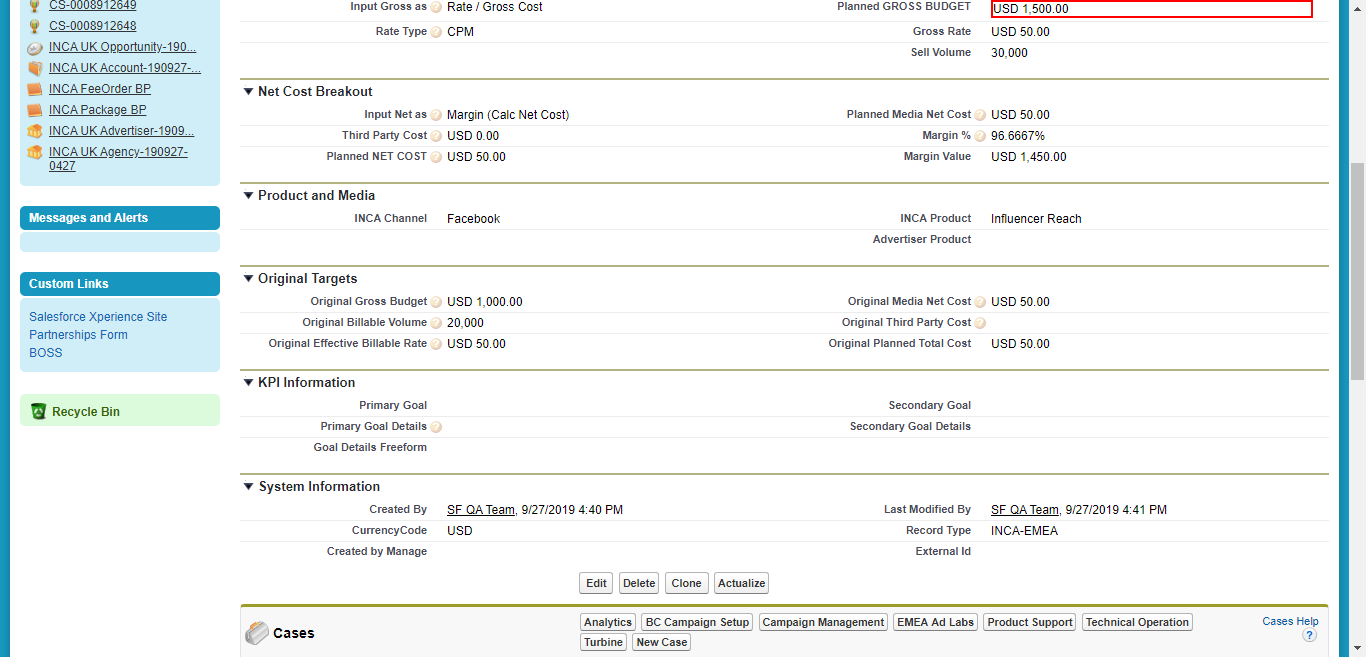 CS-0008912649
CS-0008912648
INCA UK Opportunity-190...
INCA UK Account-190927-...
INCA FeeOrder BP
INCA Package BP
INCA UK Advertiser-1909...
INCA UK Agency-190927-
0427
Messages and Alerts
Custom Links
Salesforce Xperience Site
Partnerships Form
BOSS
Recycle Bin
Input Gross as ? Rate / Gross Cost Planned GROSS BUDGET USD 1,500.00
Rate Type ? CPM Gross Rate USD 50.00
Sell Volume 30,000
Net Cost Breakout
Input Net as ? Margin (Calc Net Cost) Planned Media Net Cost ? USD 50.00
Third Party Cost ? USD 0.00 Margin % ? 96.6667%
Planned NET COST ? USD 50.00 Margin Value USD 1,450.00
Product and Media
INCA Channel Facebook INCA Product Influencer Reach
Advertiser Product
Original Targets
Original Gross Budget ? USD 1,000.00 Original Media Net Cost ? USD 50.00
Original Billable Volume ? 20,000 Original Third Party Cost ?
Original Effective Billable Rate ? USD 50.00 Original Planned Total Cost USD 50.00
KPI Information
Primary Goal Secondary Goal
Primary Goal Details ? Secondary Goal Details
Goal Details Freeform
System Information
Created By SF QA Team, 9/27/2019 4:40 PM Last Modified By SF QA Team, 9/27/2019 4:41 PM
CurrencyCode USD Record Type INCA-EMEA
Created by Manage External Id
Edit Delete Clone Actualize
Cases Analytics BC Campaign Setup Campaign Management EMEA Ad Labs Product Support Technical Operation Cases Help ?
Turbine New Case